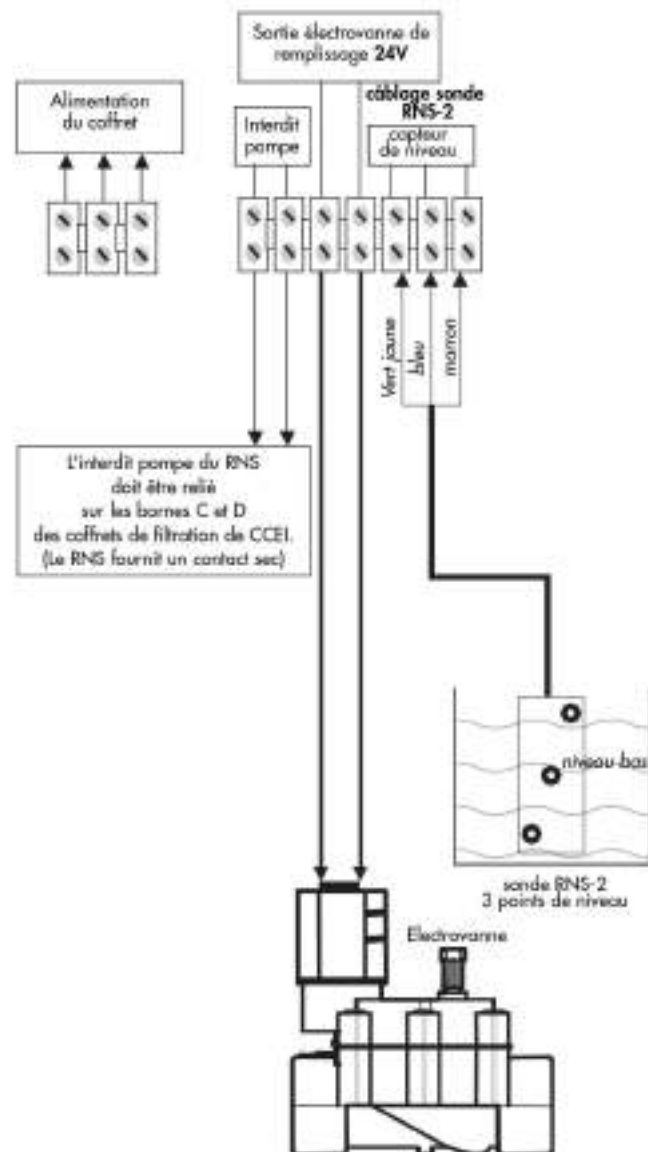 Sortie électrovanne de
remplissage 24V
Alimentation
du coffret
Interdit
pompe
câblage sonde
RNS-2
capteur
de niveau
Vert jaune
bleu
marron
L'interdit pompe du RNS
doit être relié
sur les bornes C et D
des coffrets de filtration de CCEI.
(Le RNS fournit un contact sec)
niveau bas
sonde RNS-2
3 points de niveau
Electrovanne